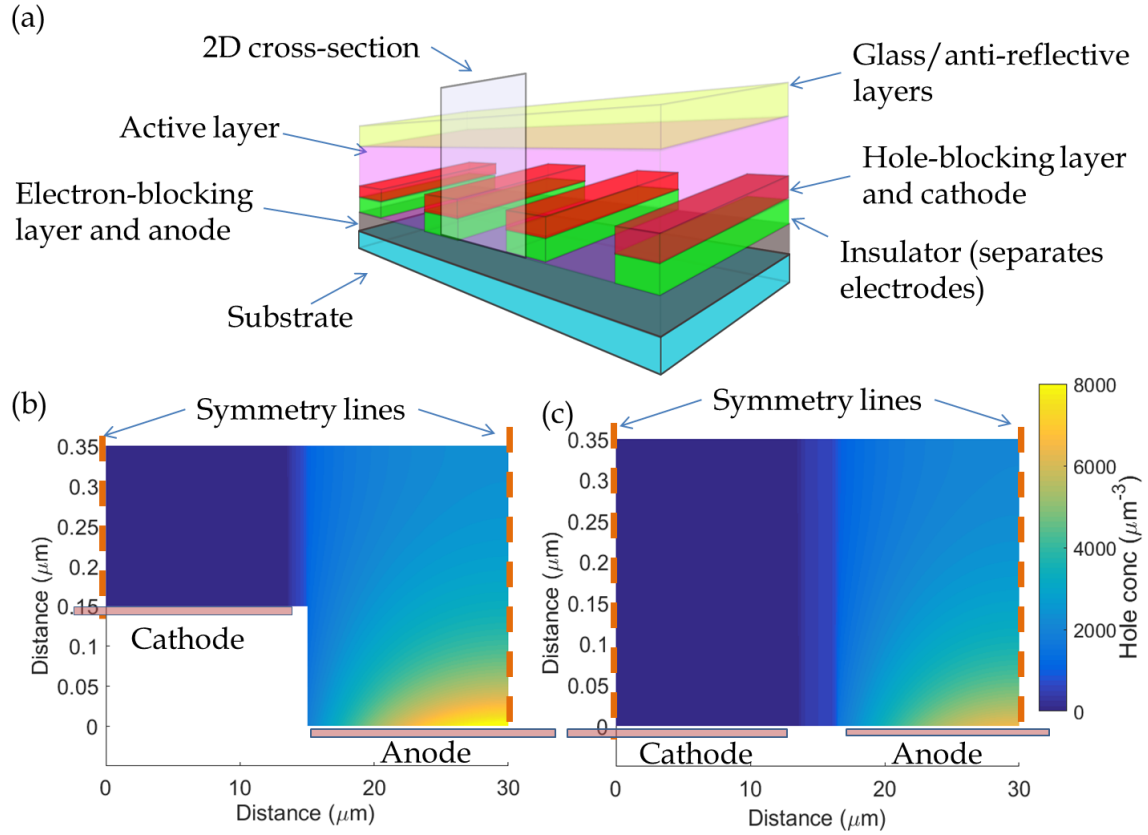 (a)
2D cross-section
Glass/anti-reflective
layers
Active layer
Hole-blocking layer
and cathode
Electron-blocking
layer and anode
Insulator (separates
electrodes)
Substrate
(b)
Symmetry lines
0.35
0.3
0.25
0.2
0.15
0.1
0.05
0
Distance (μm)
Cathode
Anode
0
10
20
30
Distance (μm)
(c)
Symmetry lines
0.35
0.3
0.25
0.2
0.15
0.1
0.05
0
Distance (μm)
Cathode
Anode
0
10
20
30
Distance (μm)
8000
6000
4000
2000
0
Hole conc (μm⁻³)